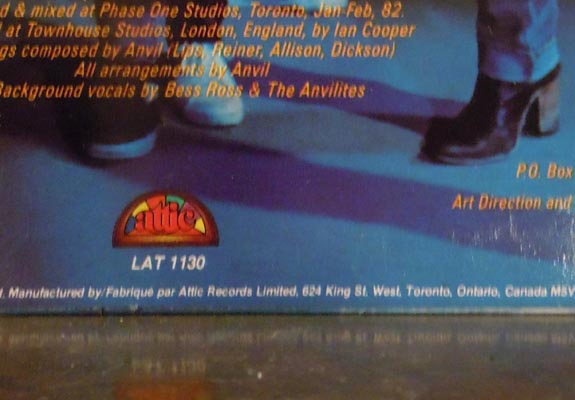 d & mixed at Phase One Studios, Toronto, Jan-Feb, 82.
d at Townhouse Studios, London, England, by Ian Cooper
gs composed by Anvil (Lips, Reiner, Allison, Dickson)
All arrangements by Anvil
Background vocals by Bess Ross & The Anvilites
P.O. Box
Art Direction and
attic
LAT 1130
t. Manufactured by/Fabriqué par Attic Records Limited, 624 King St. West, Toronto, Ontario, Canada M5V